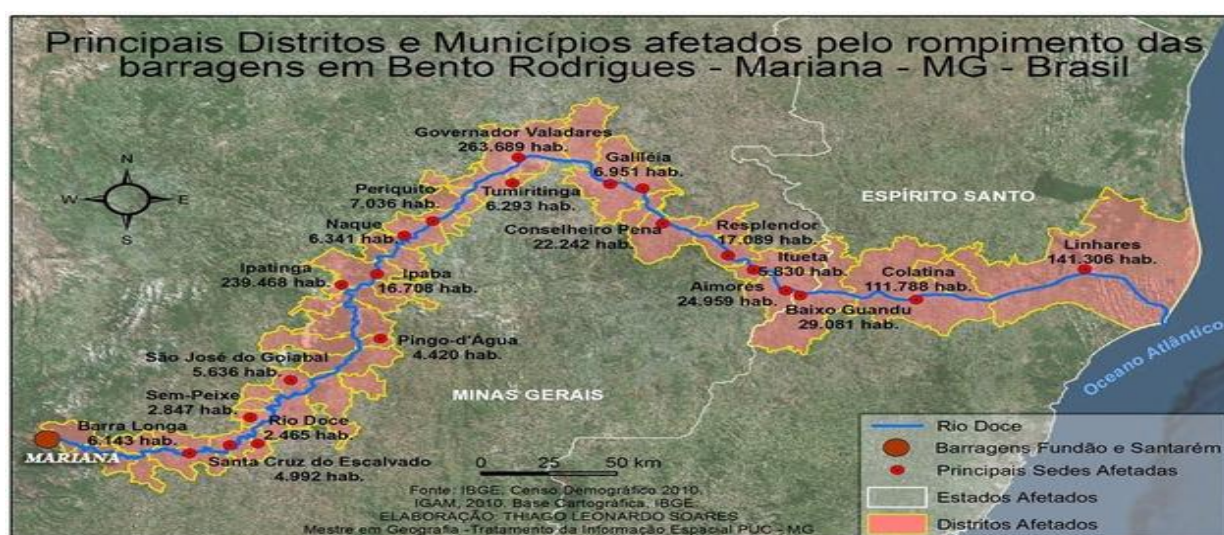 Principais Distritos e Municípios afetados pelo rompimento das
barragens em Bento Rodrigues - Mariana - MG - Brasil
N
W
E
S
Governador Valadares
263.689 hab.
Galiléia
6.951 hab.
Periquito
7.036 hab.
Tumiritinga
6.293 hab.
ESPÍRITO SANTO
Naque
6.341 hab.
Conselheiro Pena
22.242 hab.
Resplendor
17.089 hab.
Linhares
141.306 hab.
Ipatinga
239.468 hab.
Ipaba
16.708 hab.
Itueta
5.830 hab.
Colatina
111.788 hab.
Aimorés
24.959 hab.
Baixo Guandu
29.081 hab.
Pingo-d'Água
4.420 hab.
São José do Goiabal
5.636 hab.
Oceano Atlântico
Sem-Peixe
2.847 hab.
MINAS GERAIS
Barra Longa
6.143 hab.
Rio Doce
2.465 hab.
MARIANA
Santa Cruz do Escalvado
4.992 hab.
0 25 50 km
Fonte: IBGE, Censo Demográfico 2010.
IGAM, 2010. Base Cartográfica, IBGE.
ELABORAÇÃO: THIAGO LEONARDO SOARES
Mestre em Geografia -Tratamento da Informação Espacial PUC - MG
Rio Doce
Barragens Fundão e Santarém
Principais Sedes Afetadas
Estados Afetados
Distritos Afetados